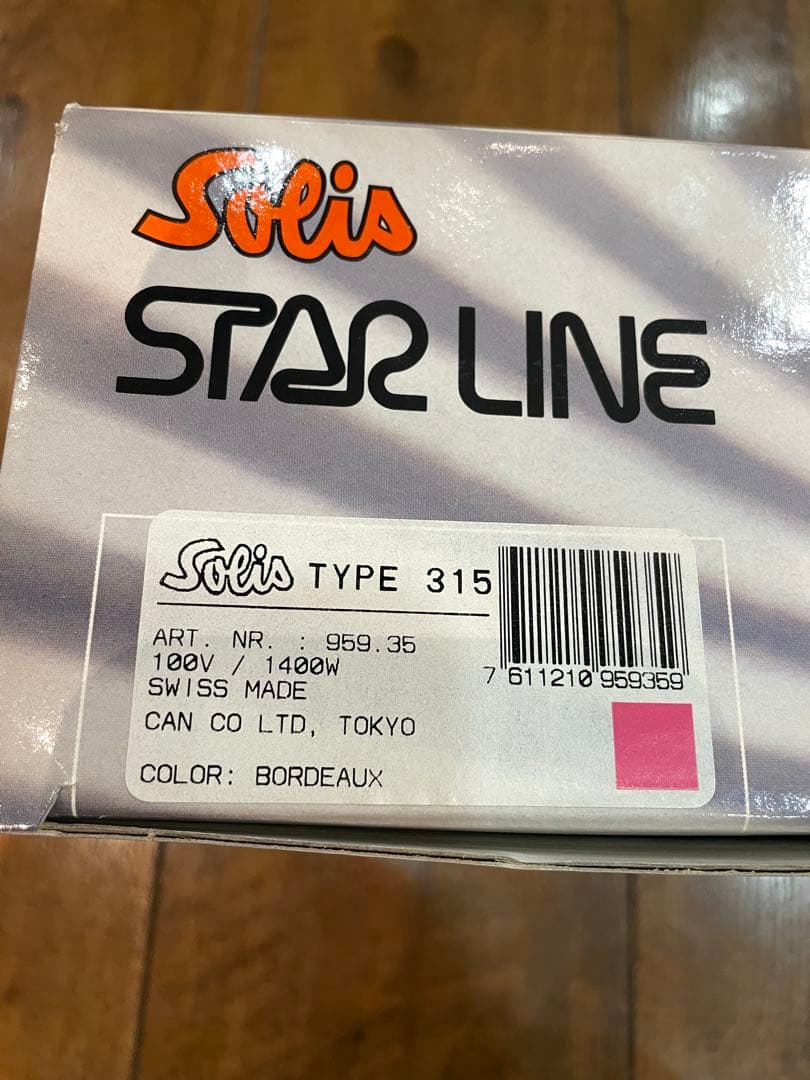 Solis
STAR LINE
Solis TYPE 315
ART. NR. : 959.35
100V / 1400W
SWISS MADE
CAN CO LTD, TOKYO
COLOR: BORDEAUX
7 611210 959359